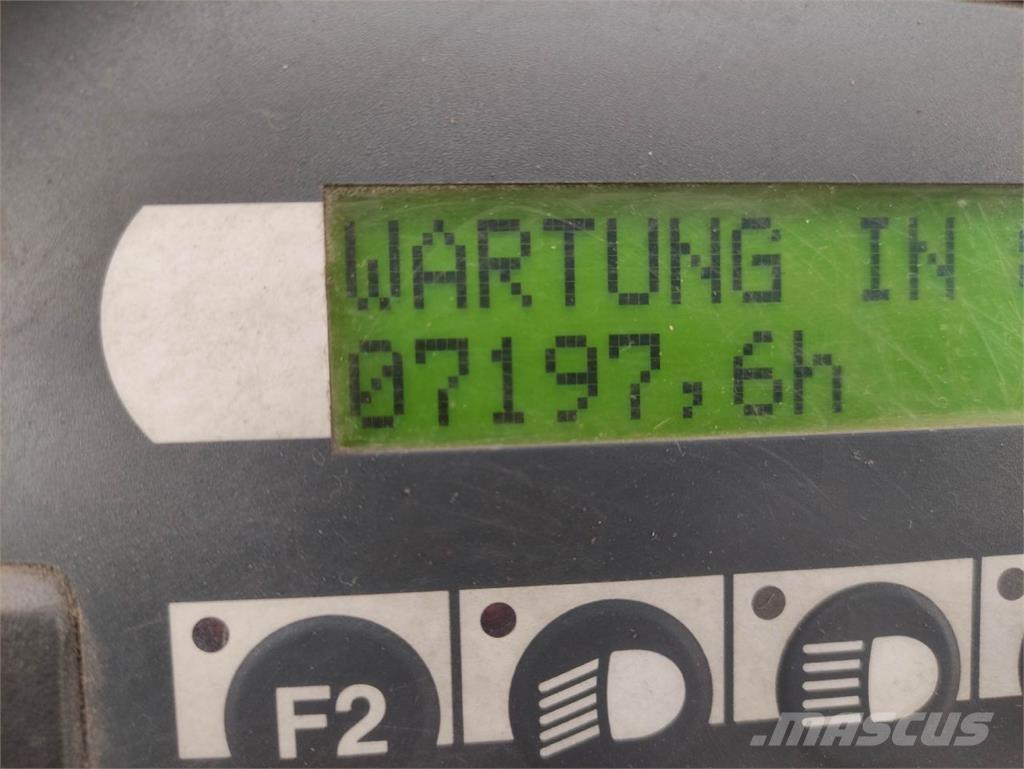 WARTUNG IN
07197,6h
F2
.MASCUS